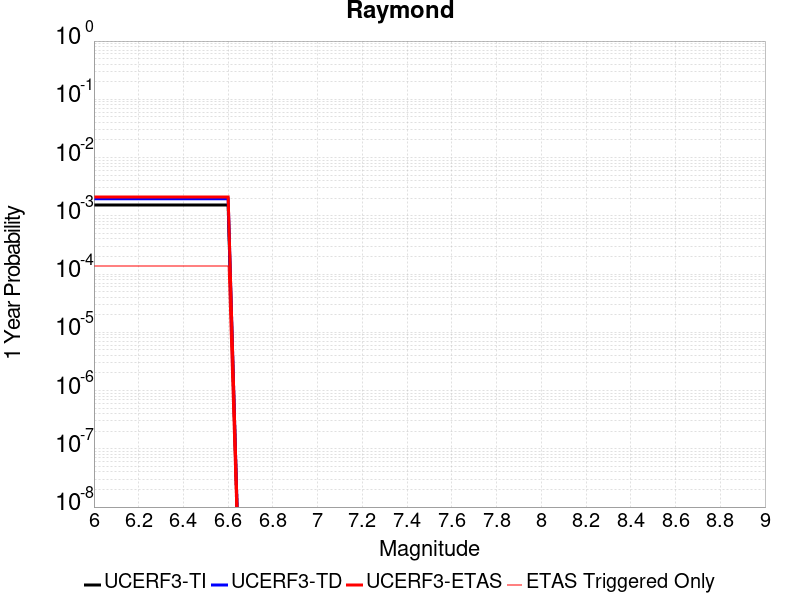 Raymond
10^0
10^-1
10^-2
10^-3
10^-4
10^-5
10^-6
10^-7
10^-8
1 Year Probability
6 6.2 6.4 6.6 6.8 7 7.2 7.4 7.6 7.8 8 8.2 8.4 8.6 8.8 9
Magnitude
UCERF3-TI UCERF3-TD UCERF3-ETAS ETAS Triggered Only